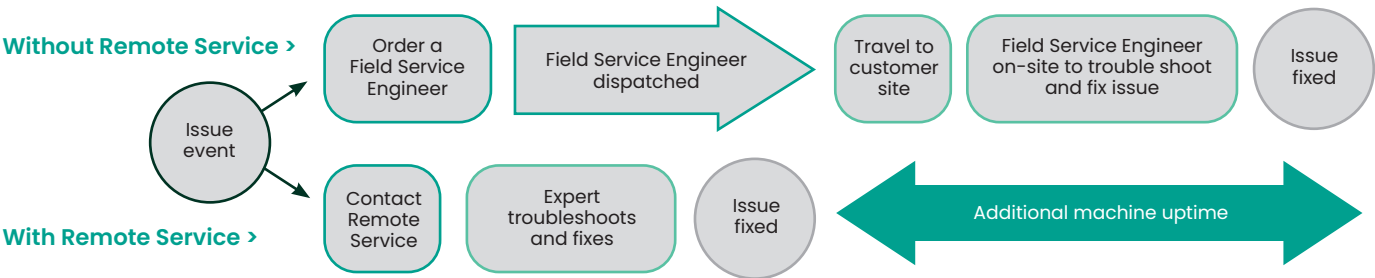 Without Remote Service >
Order a
Field Service
Engineer
Field Service Engineer
dispatched
Travel to
customer
site
Field Service Engineer
on-site to trouble shoot
and fix issue
Issue
fixed
Issue
event
With Remote Service >
Contact
Remote
Service
Expert
troubleshoots
and fixes
Issue
fixed
Additional machine uptime